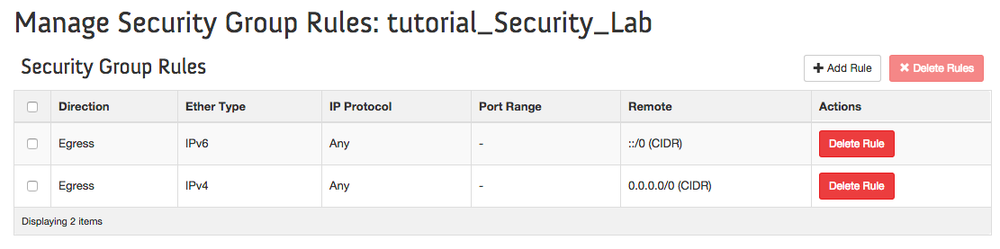 Manage Security Group Rules: tutorial_Security_Lab
Security Group Rules
+ Add Rule
✖ Delete Rules
Direction Ether Type IP Protocol Port Range Remote Actions
Egress IPv6 Any - ::/0 (CIDR) Delete Rule
Egress IPv4 Any - 0.0.0.0/0 (CIDR) Delete Rule
Displaying 2 items